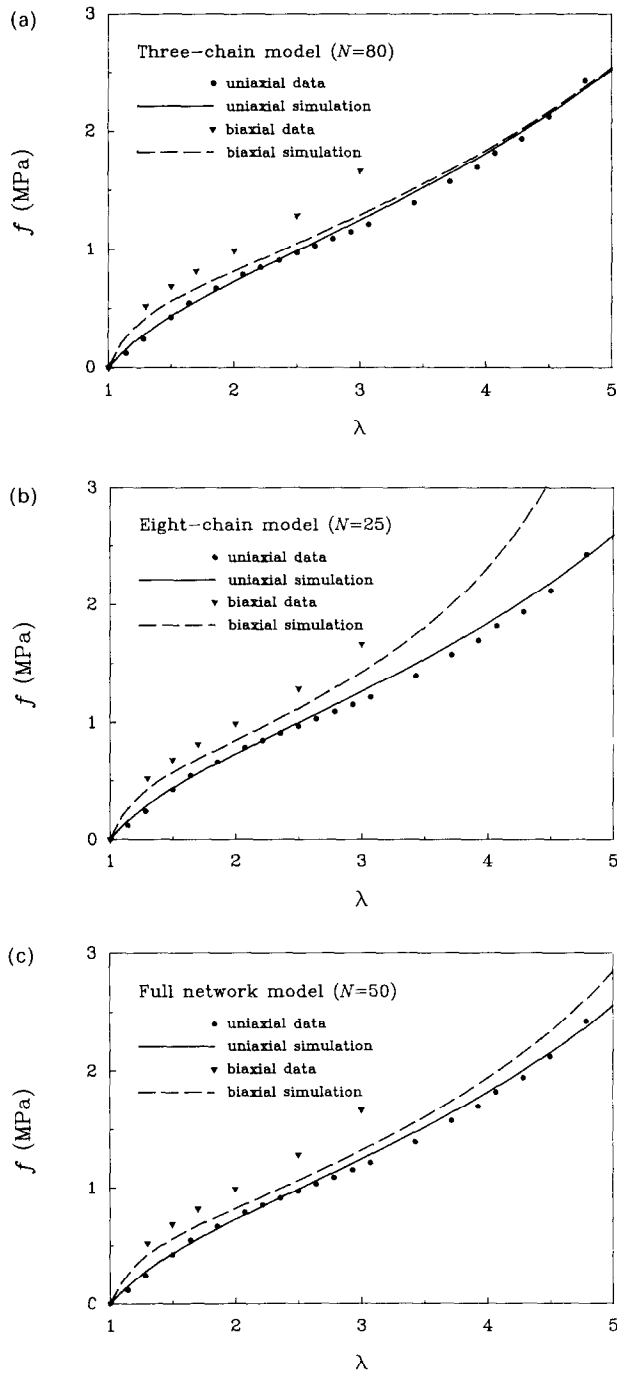 (a)
3
Three-chain model (N=80)
uniaxial data
uniaxial simulation
biaxial data
biaxial simulation
2
f (MPa)
1
0
1 2 3 4 5
λ
(b)
3
Eight-chain model (N=25)
uniaxial data
uniaxial simulation
biaxial data
biaxial simulation
2
f (MPa)
1
0
1 2 3 4 5
λ
(c)
3
Full network model (N=50)
uniaxial data
uniaxial simulation
biaxial data
biaxial simulation
2
f (MPa)
1
0
1 2 3 4 5
λ